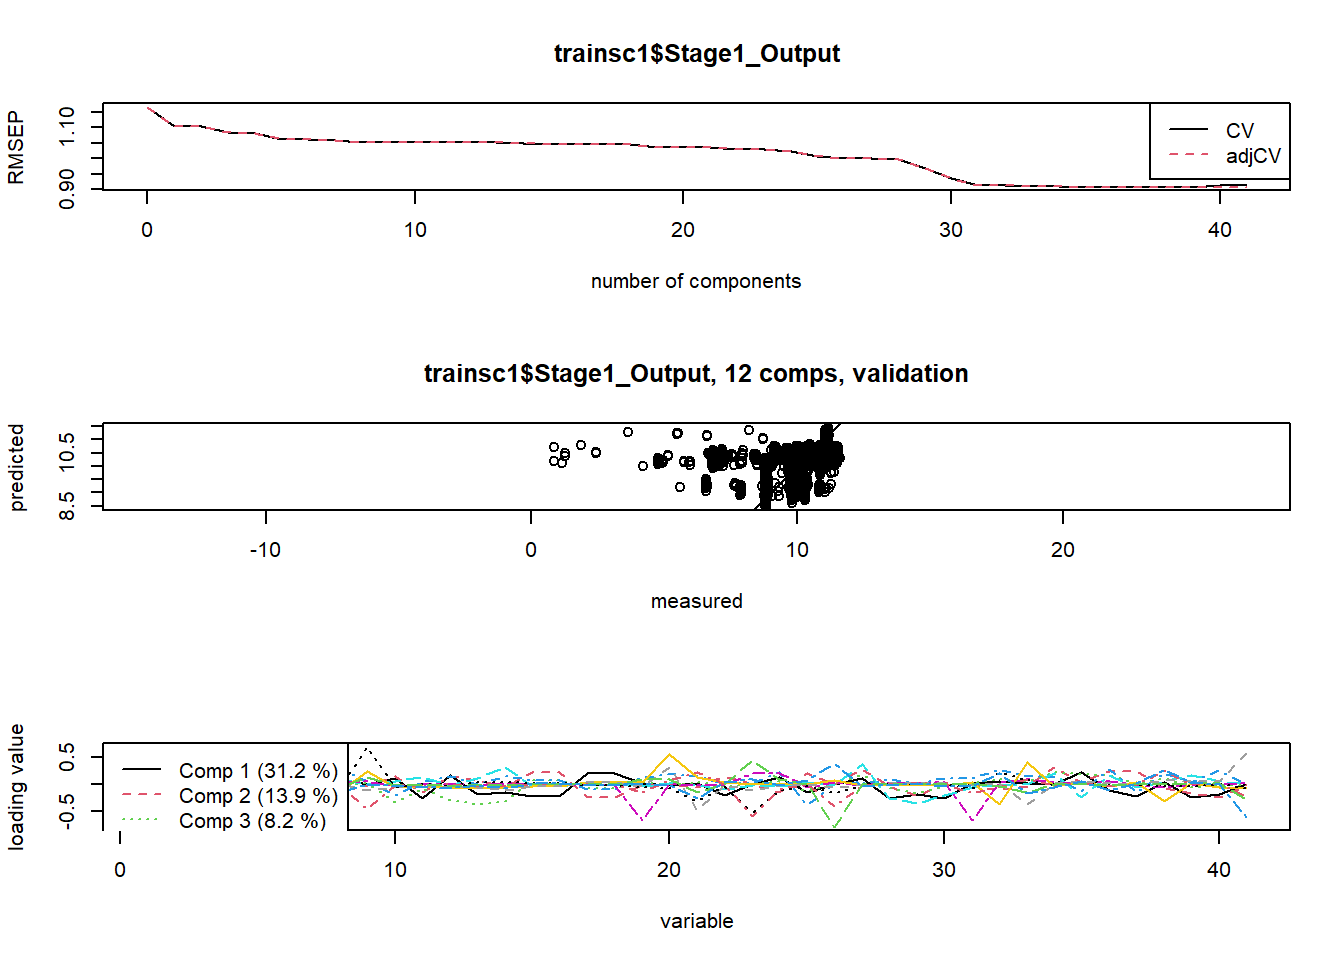 trainsc1$Stage1_Output
RMSEP
0.90 1.10
CV
adjCV
0 10 20 30 40
number of components
trainsc1$Stage1_Output, 12 comps, validation
predicted
8.5 10.5
-10 0 10 20
measured
loading value
-0.5 0.5
Comp 1 (31.2 %)
Comp 2 (13.9 %)
Comp 3 (8.2 %)
0 10 20 30 40
variable